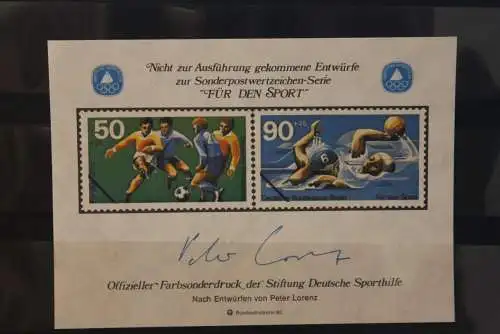 Nicht zur Ausführung gekommene Entwürfe
zur Sonderpostwertzeichen-Serie
"FÜR DEN SPORT"
50
90
6
Peter Lorenz
Offizieller Farbsonderdruck der Stiftung Deutsche Sporthilfe
Nach Entwürfen von Peter Lorenz